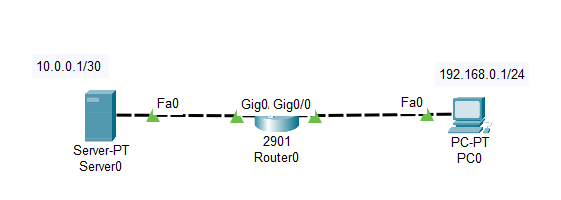 10.0.0.1/30
192.168.0.1/24
Fa0
Gig0
Gig0/0
Fa0
Server-PT
Server0
2901
Router0
PC-PT
PC0